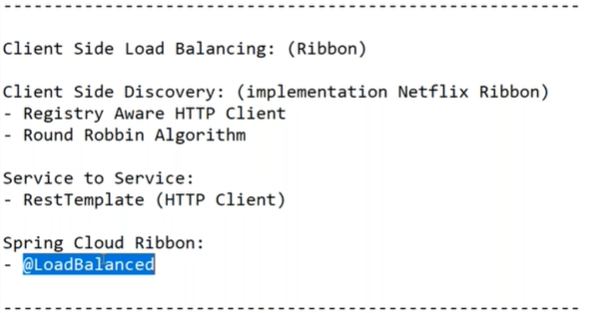 ------------------------------------------------------------
Client Side Load Balancing: (Ribbon)
Client Side Discovery: (implementation Netflix Ribbon)
- Registry Aware HTTP Client
- Round Robbin Algorithm
Service to Service:
- RestTemplate (HTTP Client)
Spring Cloud Ribbon:
- @LoadBalanced
------------------------------------------------------------